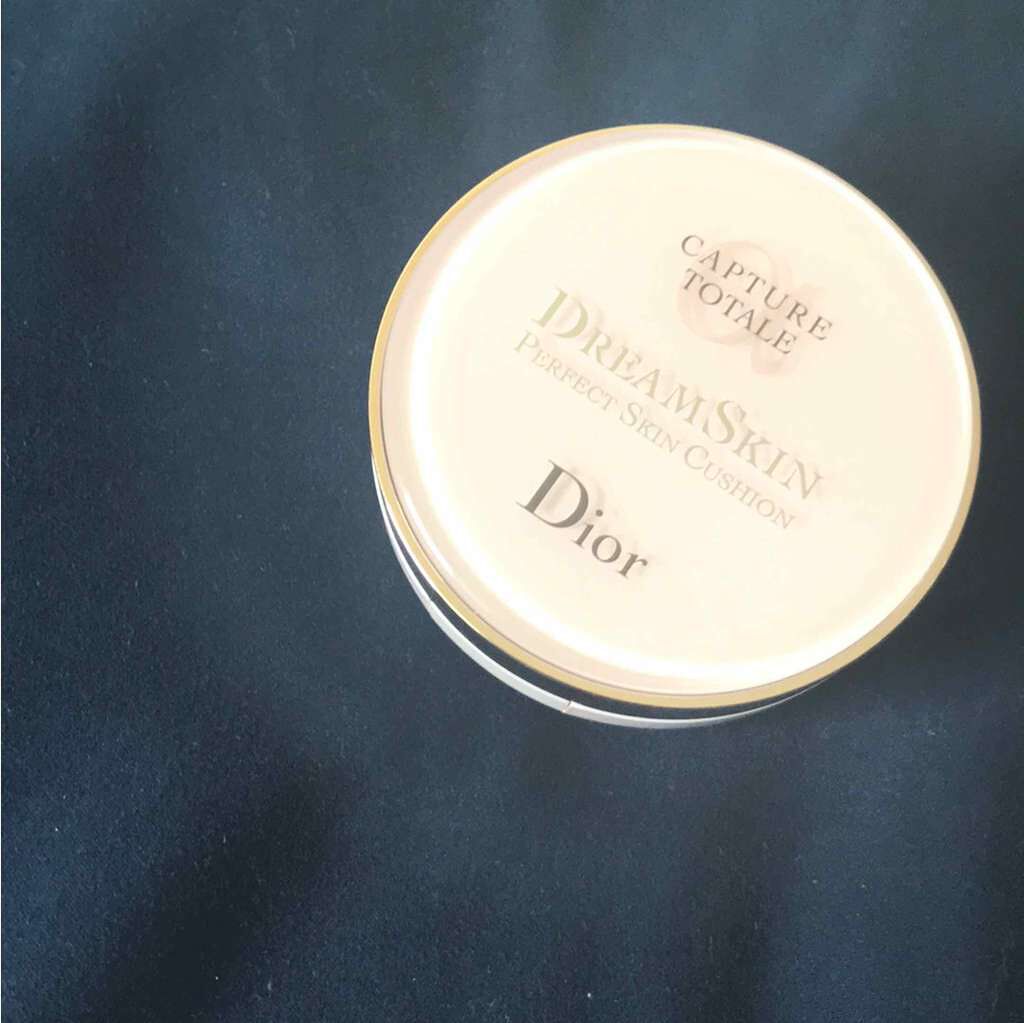 CAPTURE
TOTALE
DREAMSKIN
PERFECT SKIN CUSHION
Dior